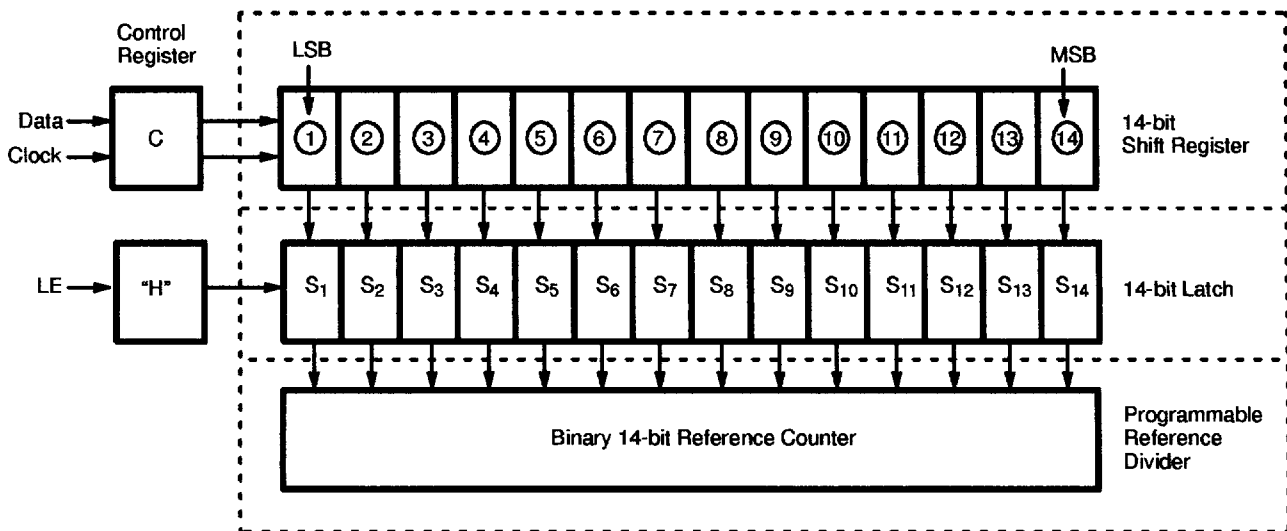 Control
Register
LSB
MSB
Data
Clock
C
1 2 3 4 5 6 7 8 9 10 11 12 13 14
14-bit
Shift Register
LE
"H"
S1 S2 S3 S4 S5 S6 S7 S8 S9 S10 S11 S12 S13 S14
14-bit Latch
Binary 14-bit Reference Counter
Programmable
Reference
Divider